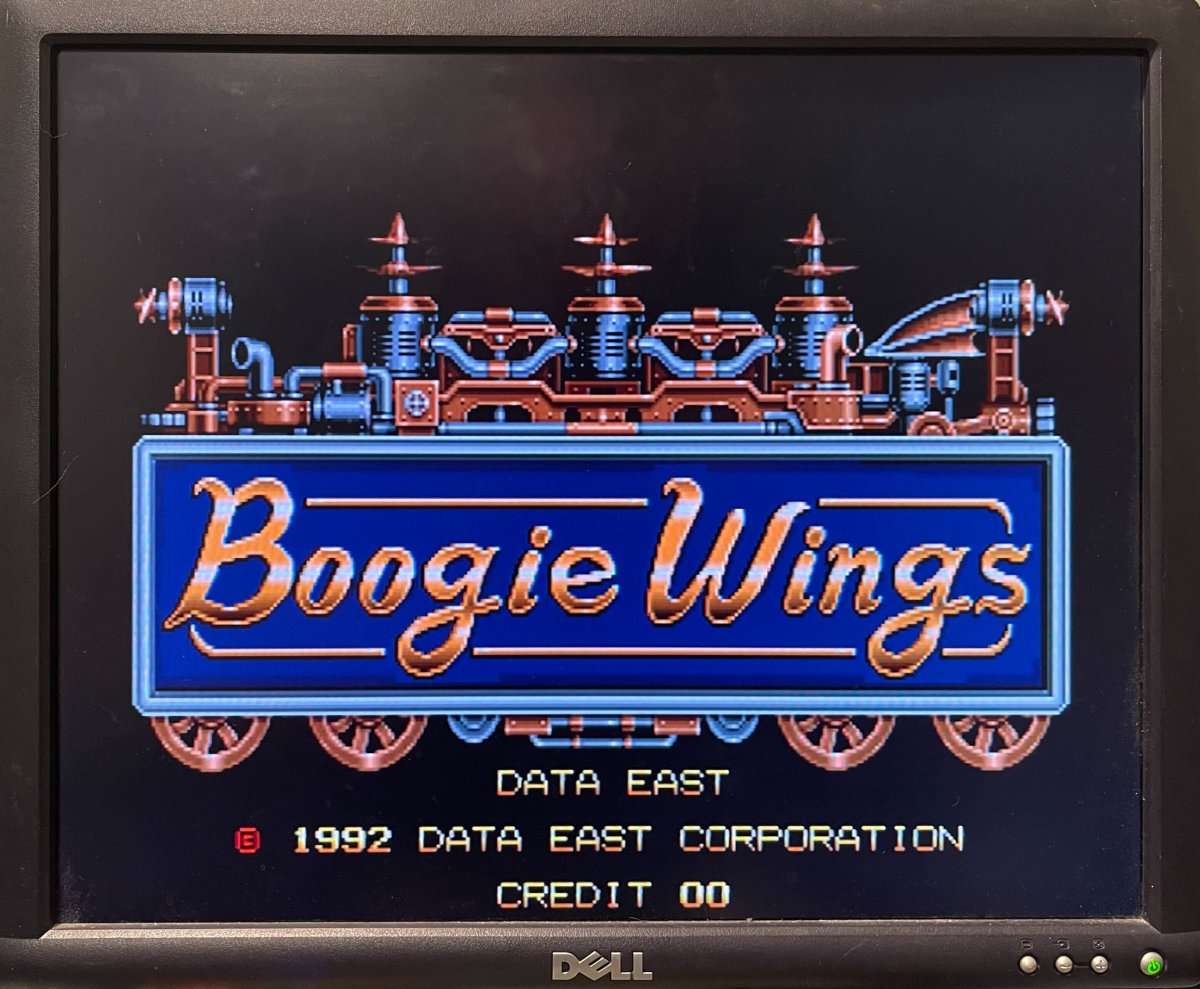 Boogie Wings
DATA EAST
1992 DATA EAST CORPORATION
CREDIT 00
DELL